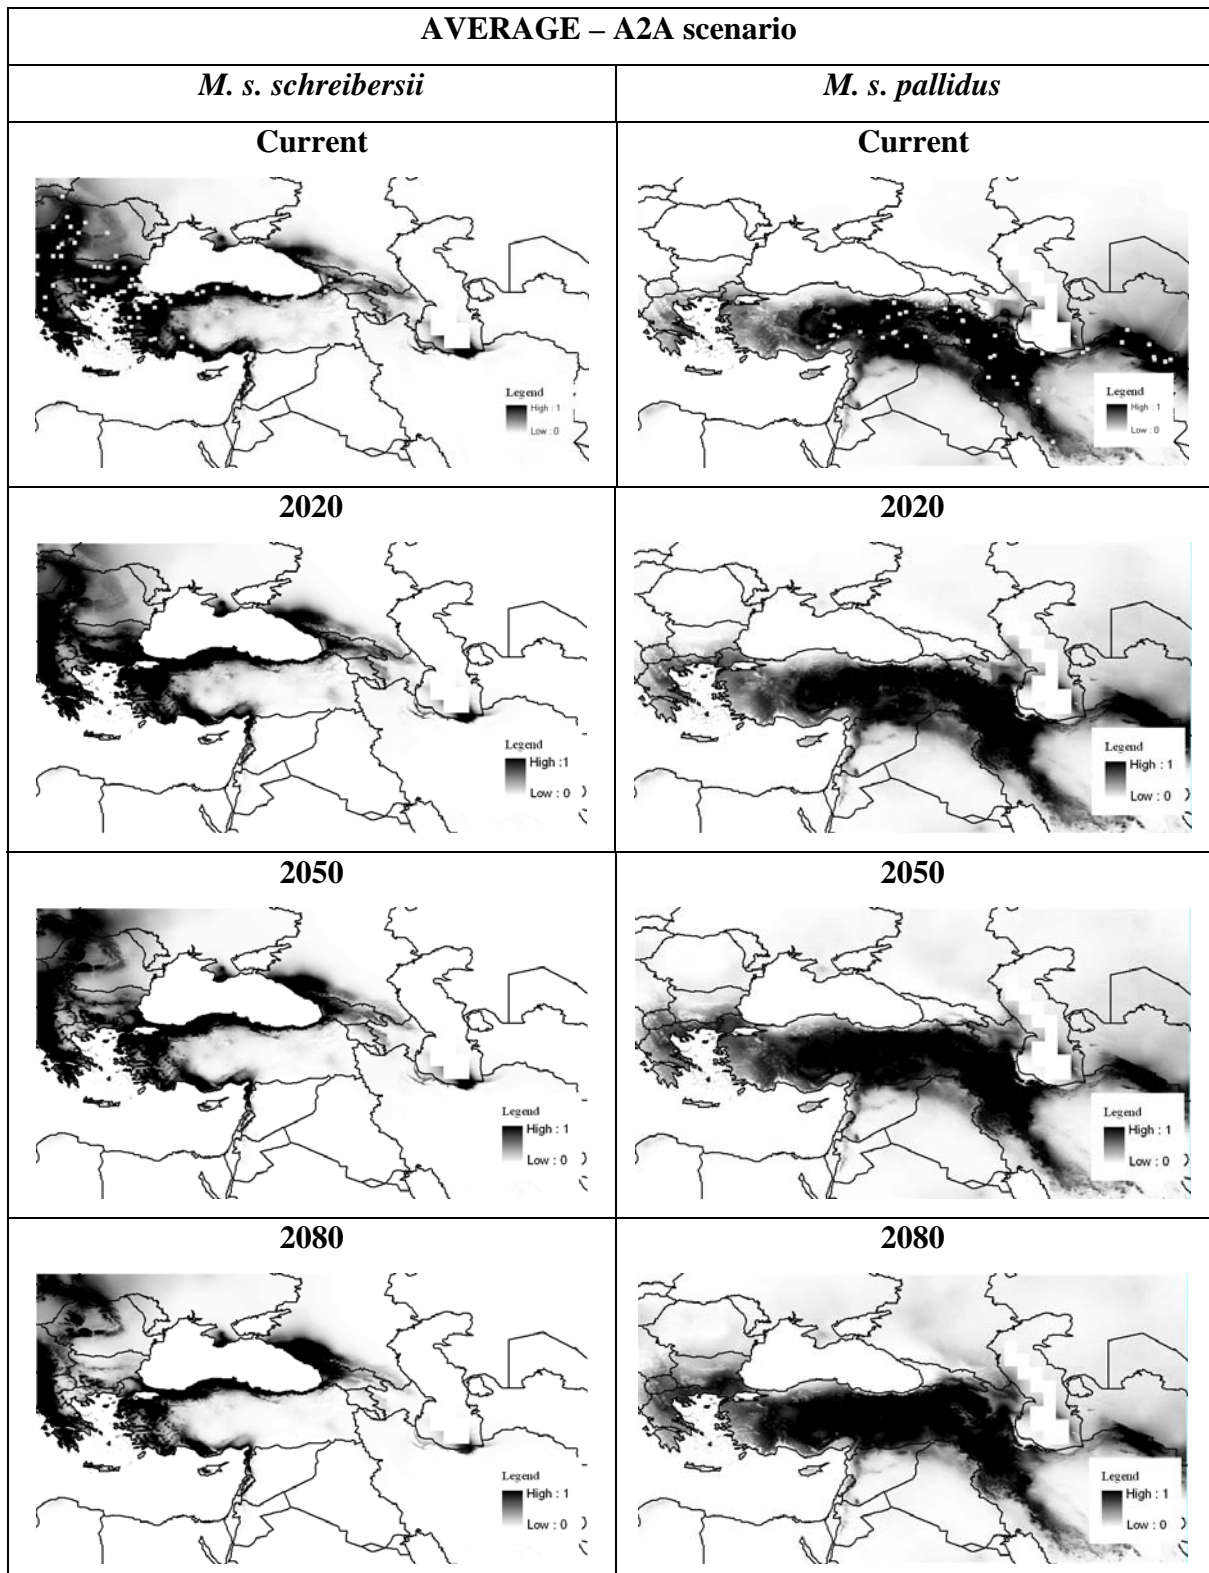 AVERAGE – A2A scenario
M. s. schreibersii
M. s. pallidus
Current
Current
Legend
High : 1
Low : 0
Legend
High : 1
Low : 0
2020
2020
Legend
High :1
Low : 0
Legend
High : 1
Low : 0
2050
2050
Legend
High : 1
Low : 0
Legend
High : 1
Low : 0
2080
2080
Legend
High : 1
Low : 0
Legend
High : 1
Low : 0